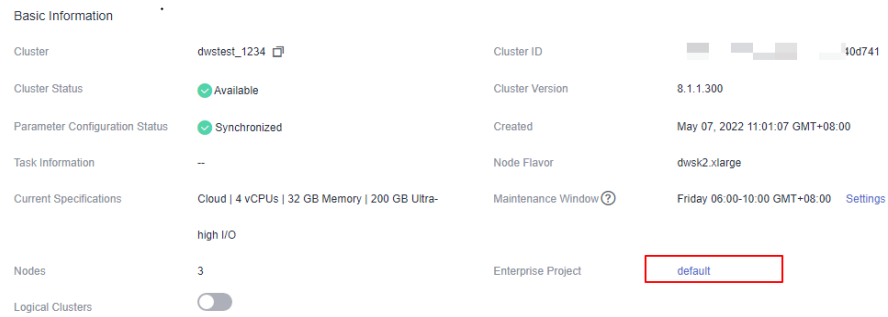 Basic Information
Cluster dwstest_1234 Cluster ID 40d741
Cluster Status Available Cluster Version 8.1.1.300
Parameter Configuration Status Synchronized Created May 07, 2022 11:01:07 GMT+08:00
Task Information -- Node Flavor dwsk2.xlarge
Current Specifications Cloud | 4 vCPUs | 32 GB Memory | 200 GB Ultra- Maintenance Window ? Friday 06:00-10:00 GMT+08:00 Settings
high I/O
Nodes 3 Enterprise Project default
Logical Clusters